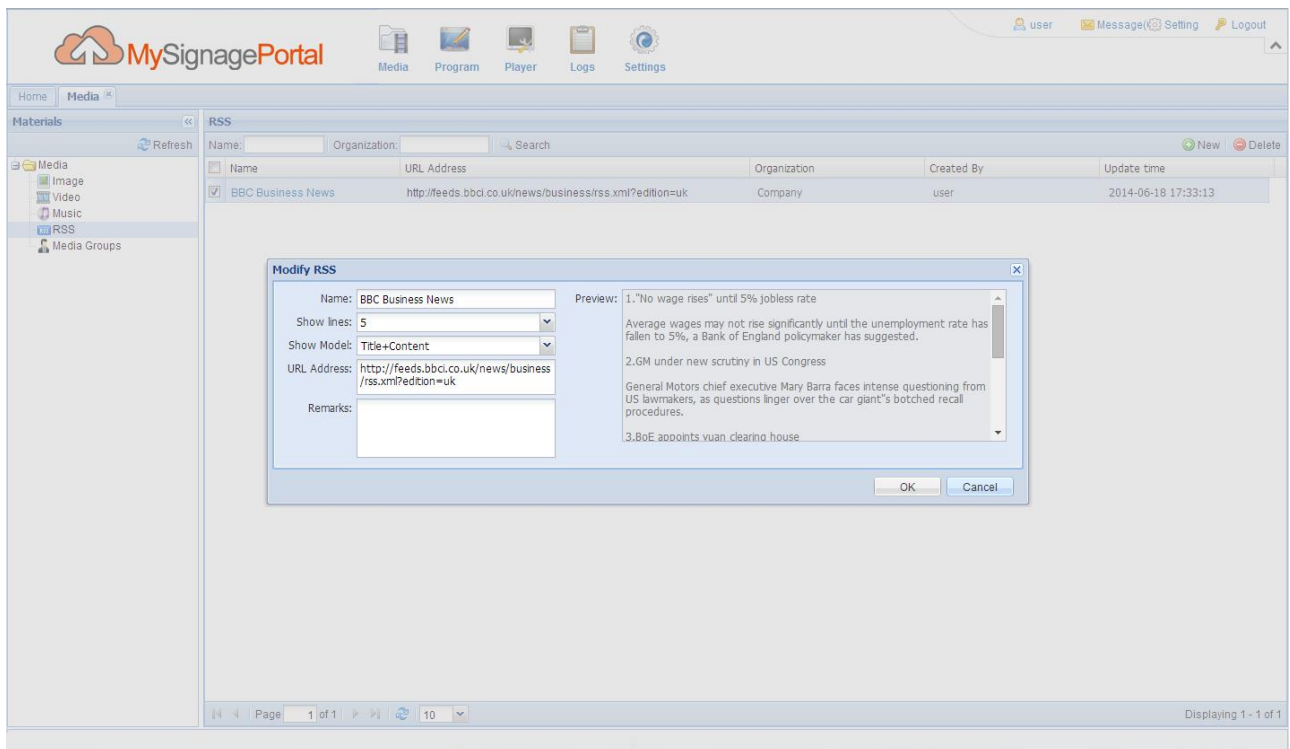 user Message( Setting Logout
MySignagePortal
Media Program Player Logs Settings
Home Media
Materials
Refresh
Media
Image
Video
Music
RSS
Media Groups
RSS
Name: Organization: Search New Delete
Name URL Address Organization Created By Update time
BBC Business News http://feeds.bbci.co.uk/news/business/rss.xml?edition=uk Company user 2014-06-18 17:33:13
Modify RSS
Name: BBC Business News
Show lines: 5
Show Model: Title+Content
URL Address: http://feeds.bbci.co.uk/news/business
/rss.xml?edition=uk
Remarks:
Preview: 1."No wage rises" until 5% jobless rate
Average wages may not rise significantly until the unemployment rate has
fallen to 5%, a Bank of England policymaker has suggested.
2.GM under new scrutiny in US Congress
General Motors chief executive Mary Barra faces intense questioning from
US lawmakers, as questions linger over the car giant"s botched recall
procedures.
3.BoE appoints yuan clearing house
OK Cancel
Page 1 of 1 10 Displaying 1 - 1 of 1